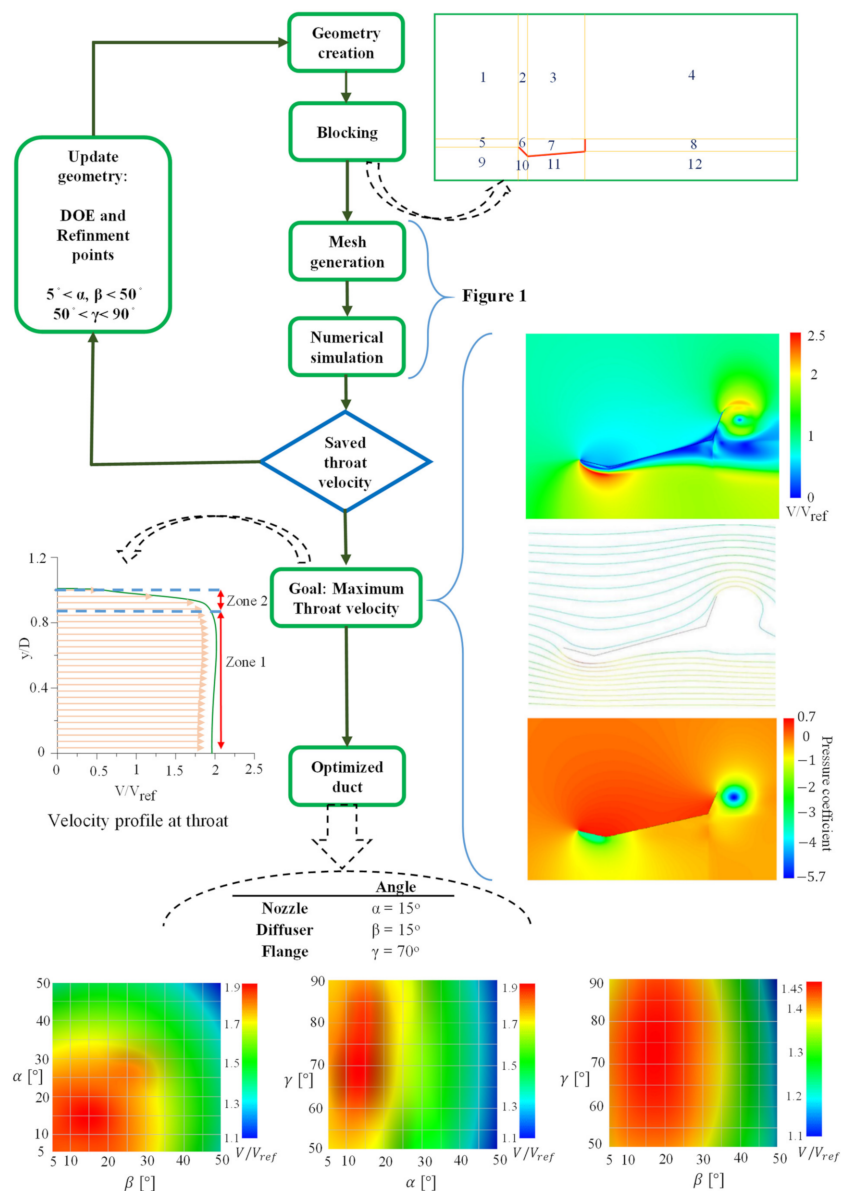 Geometry
creation
Blocking
1 2 3 4
5 6 7 8
9 10 11 12
Update
geometry:
DOE and
Refinment
points
5˚< α, β < 50˚
50˚< γ< 90˚
Mesh
generation
Figure 1
Numerical
simulation
Saved
throat
velocity
2.5
2
1
0
V/Vref
Goal: Maximum
Throat velocity
1.2
0.8
0.4
0
y/D
Zone 2
Zone 1
0 0.5 1 1.5 2 2.5
V/Vref
Velocity profile at throat
0.7
0
−1
−2
−3
−4
−5.7
Pressure coefficient
Optimized
duct
Angle
Nozzle α = 15º
Diffuser β = 15º
Flange γ = 70º
50
40
30
20
10
5
α [°]
5 10 20 30 40 50
β [°]
1.9
1.7
1.5
1.3
1.1
V/Vref
90
80
70
60
50
γ [°]
5 10 20 30 40 50
α [°]
1.9
1.7
1.5
1.3
1.1
V/Vref
90
80
70
60
50
γ [°]
5 10 20 30 40 50
β [°]
1.45
1.4
1.3
1.2
1.1
V/Vref